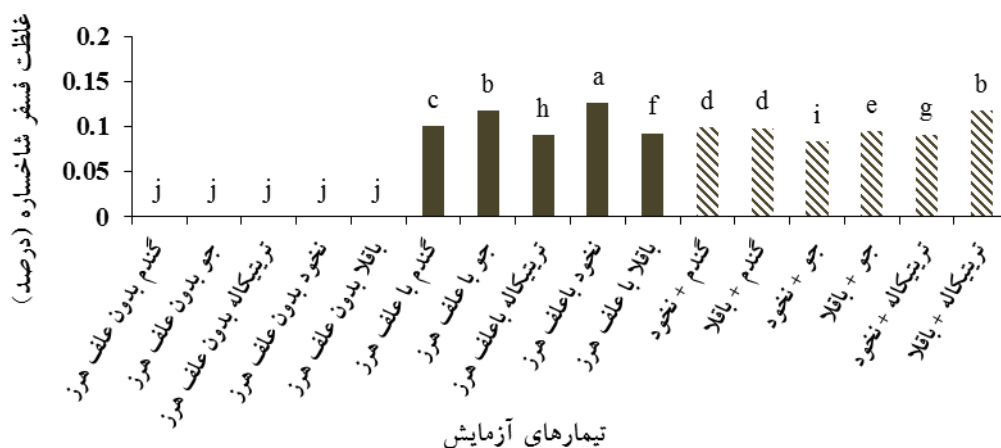 غلظت فسفر شاخساره (درصد)
0.2
0.15
0.1
0.05
0
j
j
j
j
j
c
b
h
a
f
d
d
i
e
g
b
گندم بدون علف هرز
جو بدون علف هرز
تریتیکاله بدون علف هرز
نخود بدون علف هرز
باقلا بدون علف هرز
گندم با علف هرز
جو با علف هرز
تریتیکاله باعلف هرز
نخود باعلف هرز
باقلا با علف هرز
گندم + نخود
گندم + باقلا
جو + نخود
جو + باقلا
تریتیکاله + نخود
تریتیکاله + باقلا
تیمارهای آزمایش